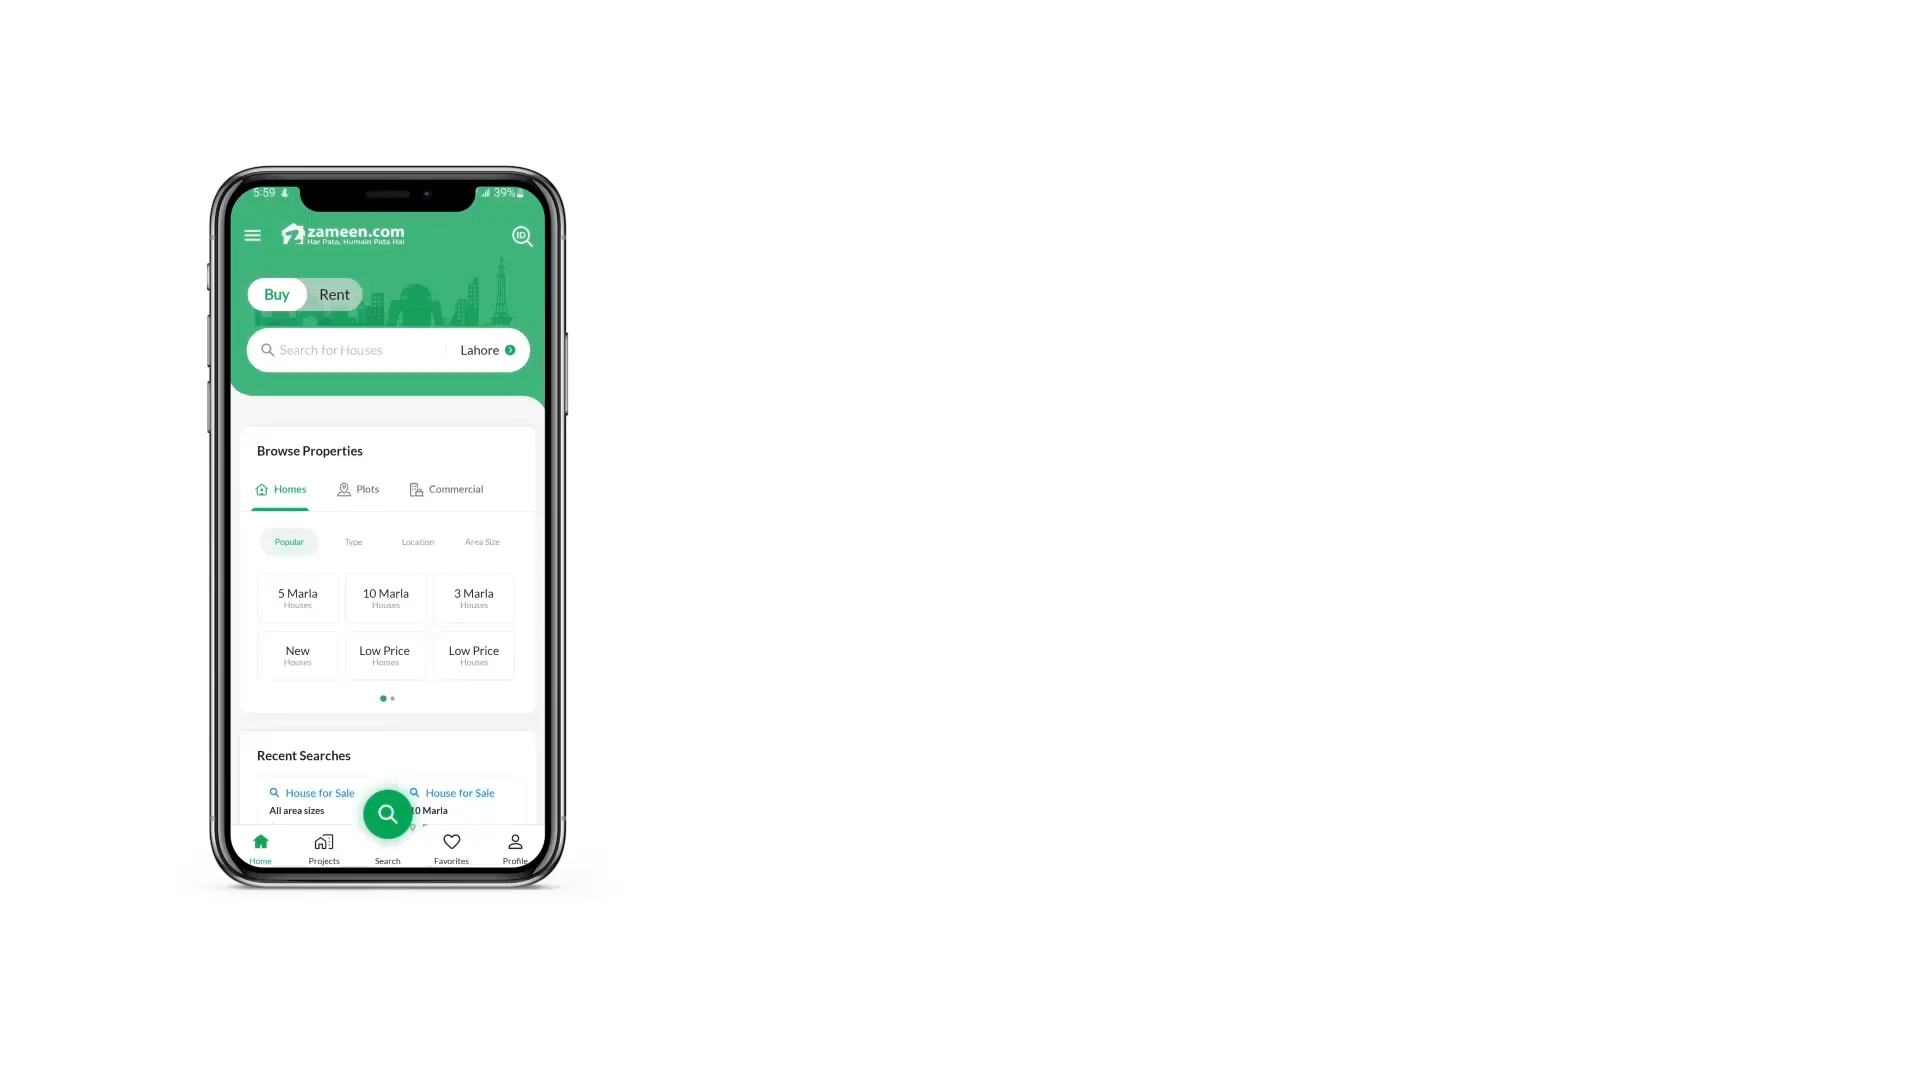 5:59 39%
zameen.com
Har Pata, Humain Pata Hai
ID
Buy Rent
Search for Houses Lahore
Browse Properties
Homes Plots Commercial
Popular Type Location Area Size
5 Marla 10 Marla 3 Marla
Houses Houses Houses
New Low Price Low Price
Houses Homes Houses
Recent Searches
House for Sale House for Sale
All area sizes 10 Marla
Home Projects Search Favorites Profile